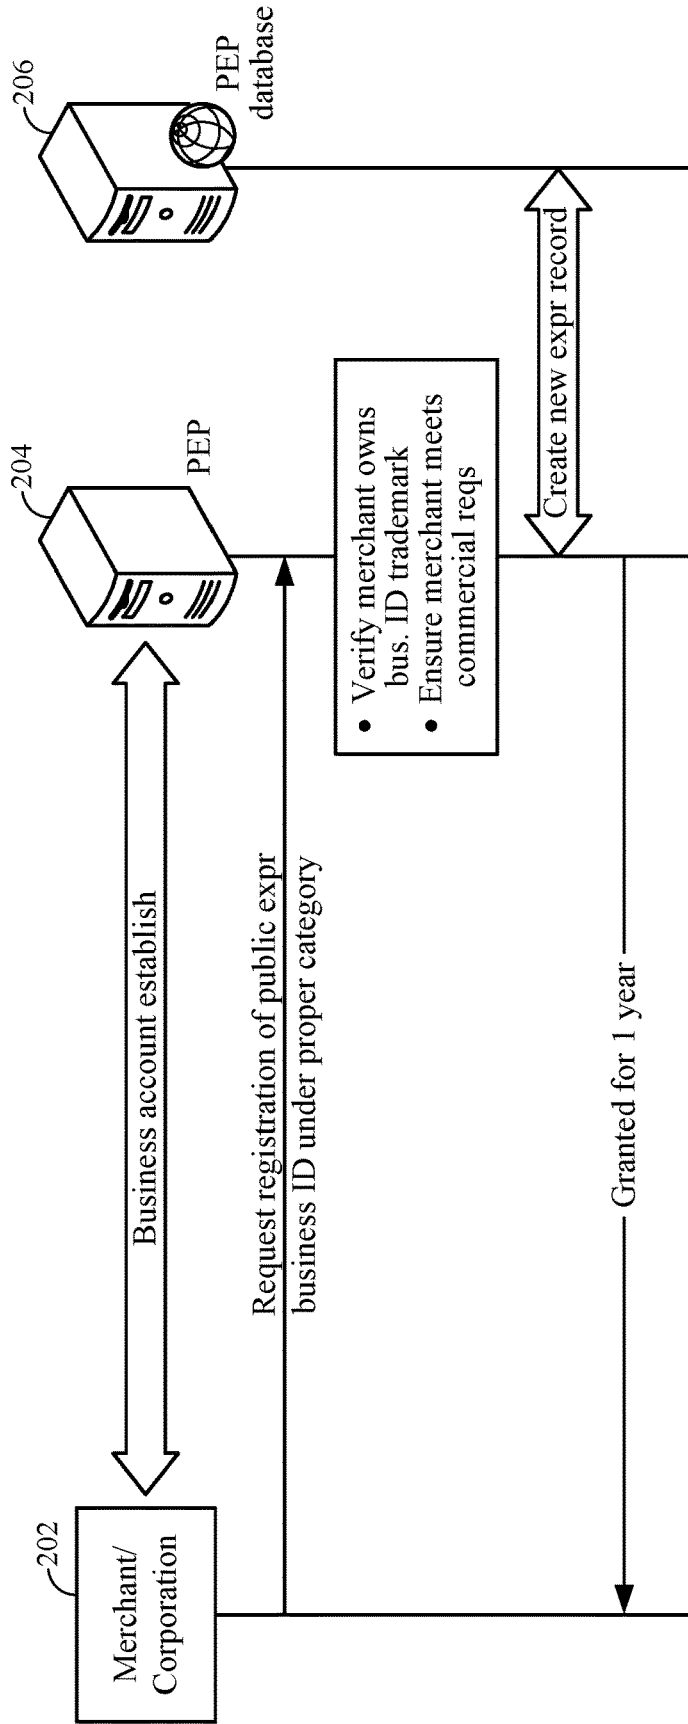 202
Merchant/
Corporation
204
PEP
206
PEP
database
Business account establish
Request registration of public expr
business ID under proper category
• Verify merchant owns
bus. ID trademark
• Ensure merchant meets
commercial reqs
Create new expr record
Granted for 1 year